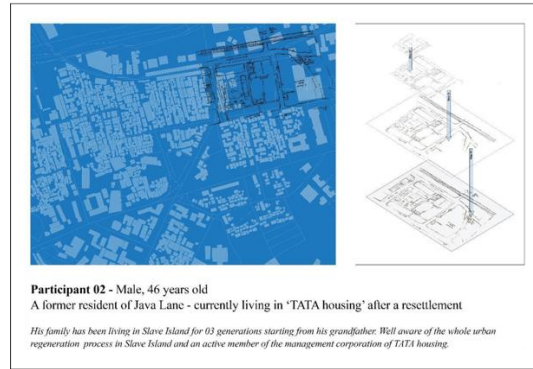 Participant 02 - Male, 46 years old
A former resident of Java Lane - currently living in ‘TATA housing’ after a resettlement
His family has been living in Slave Island for 03 generations starting from his grandfather. Well aware of the whole urban
regeneration process in Slave Island and an active member of the management corporation of TATA housing.